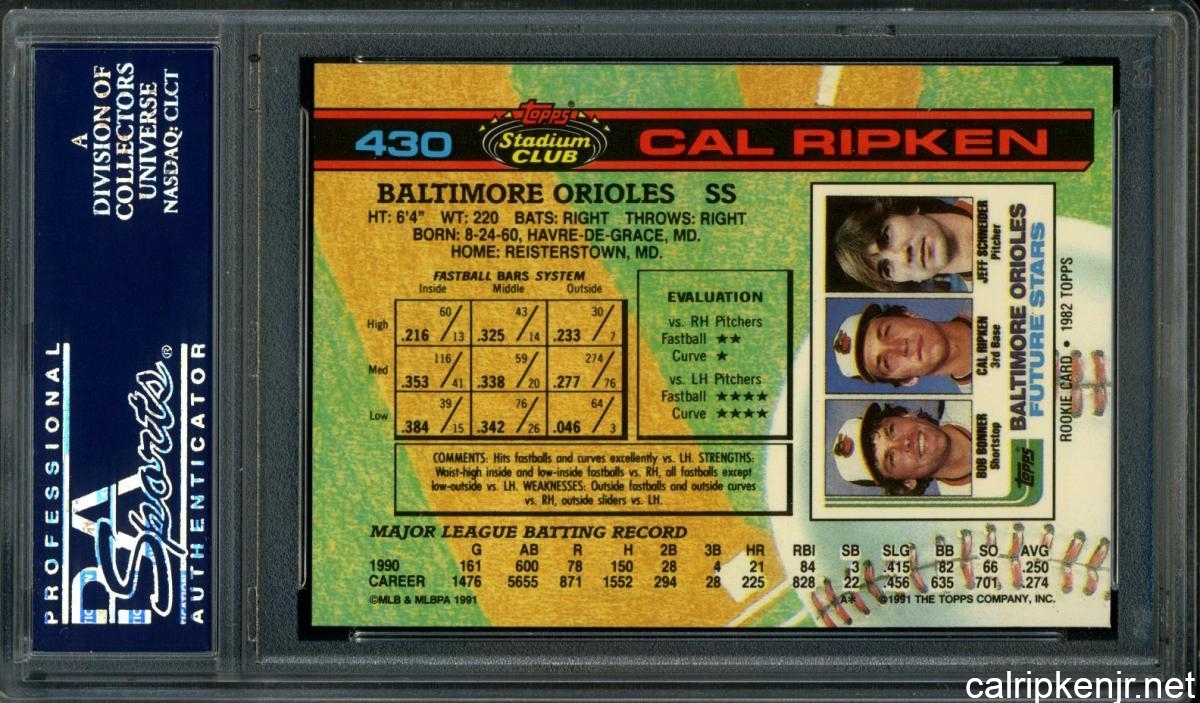 A
DIVISION OF
COLLECTORS
UNIVERSE
NASDAQ: CLCT
PROFESSIONAL
PSA
Sports®
AUTHENTICATOR
430
Topps®
Stadium
CLUB
CAL RIPKEN
BALTIMORE ORIOLES SS
HT: 6'4" WT: 220 BATS: RIGHT THROWS: RIGHT
BORN: 8-24-60, HAVRE-DE-GRACE, MD.
HOME: REISTERSTOWN, MD.
FASTBALL BARS SYSTEM
Inside Middle Outside
High .216 60/13 .325 43/14 .233 30/7
Med .353 116/41 .338 59/20 .277 274/76
Low .384 39/15 .342 76/26 .046 64/3
EVALUATION
vs. RH Pitchers
Fastball ★★
Curve ★
vs. LH Pitchers
Fastball ★★★★
Curve ★★★★
COMMENTS: Hits fastballs and curves excellently vs. LH. STRENGTHS:
Waist-high inside and low-inside fastballs vs. RH, all fastballs except
low-outside vs. LH. WEAKNESSES: Outside fastballs and outside curves
vs. RH, outside sliders vs. LH.
BOB BONNER
Shortstop
CAL RIPKEN
3rd Base
JEFF SCHNEIDER
Pitcher
Topps
BALTIMORE ORIOLES
FUTURE STARS
ROOKIE CARD • 1982 TOPPS
MAJOR LEAGUE BATTING RECORD
G AB R H 2B 3B HR RBI SB SLG BB SO AVG
1990 161 600 78 150 28 4 21 84 3 .415 82 66 .250
CAREER 1476 5655 871 1552 294 28 225 828 22 .456 635 701 .274
©MLB & MLBPA 1991 A* ©1991 THE TOPPS COMPANY, INC.
calripkenjr.net